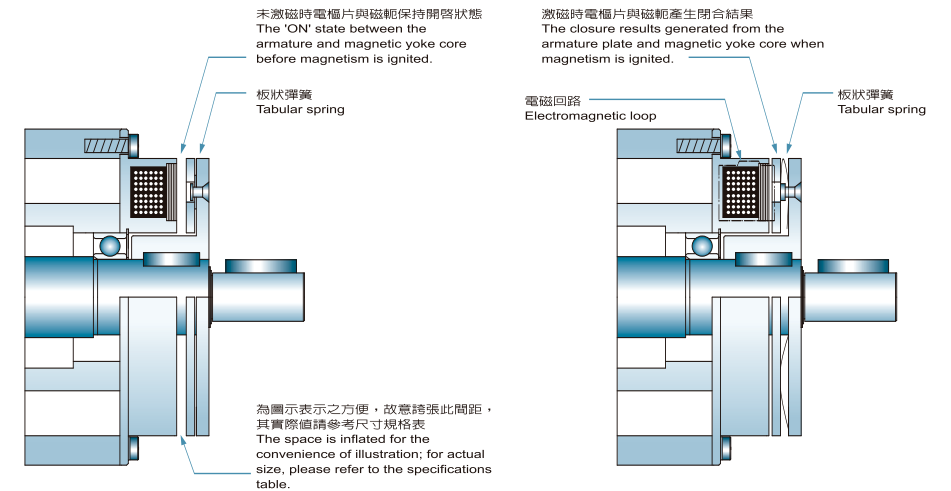 未激磁時電樞片與磁軛保持開啓狀態
The 'ON' state between the
armature and magnetic yoke core
before magnetism is ignited.
板狀彈簧
Tabular spring
為圖示表示之方便，故意誇張此間距，
其實際値請參考尺寸規格表
The space is inflated for the
convenience of illustration; for actual
size, please refer to the specifications
table.
激磁時電樞片與磁軛產生閉合結果
The closure results generated from the
armature plate and magnetic yoke core when
magnetism is ignited.
電磁回路
Electromagnetic loop
板狀彈簧
Tabular spring